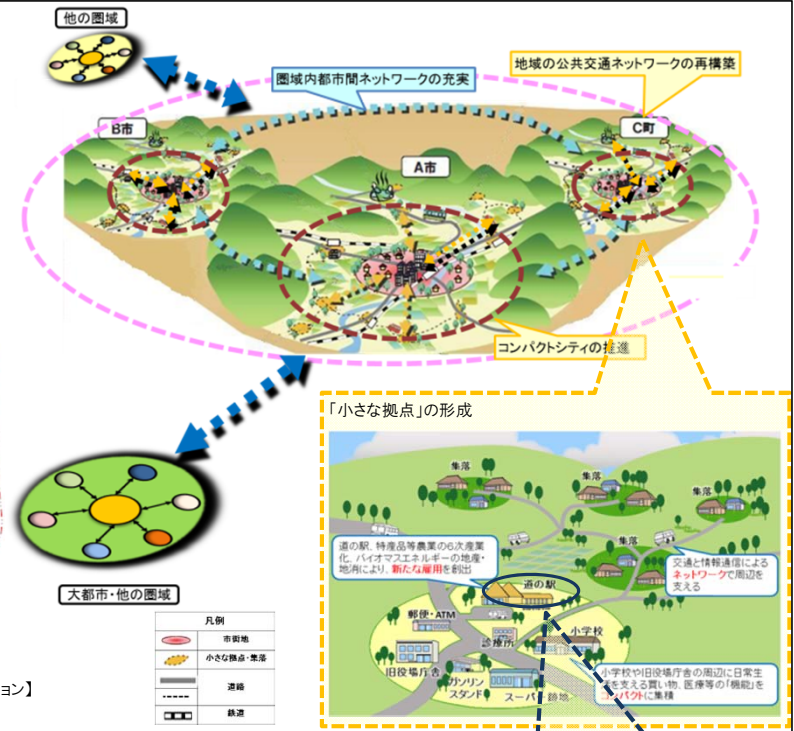 他の圏域
圏域内都市間ネットワークの充実
地域の公共交通ネットワークの再構築
B市
A市
C町
コンパクトシティの推進
大都市・他の圏域
凡例
市街地
小さな拠点・集落
道路
鉄道
ョン】
「小さな拠点」の形成
集落
集落
集落
集落
道の駅、特産品等農業の6次産業
化、バイオマスエネルギーの地産・
地消により、新たな雇用を創出
交通と情報通信による
ネットワークで周辺を
支える
道の駅
郵便・ATM
診療所
小学校
旧役場庁舎
ガソリン
スタンド
スーパー跡地
小学校や旧役場庁舎の周辺に日常生
活を支える買い物、医療等の「機能」を
コンパクトに集積